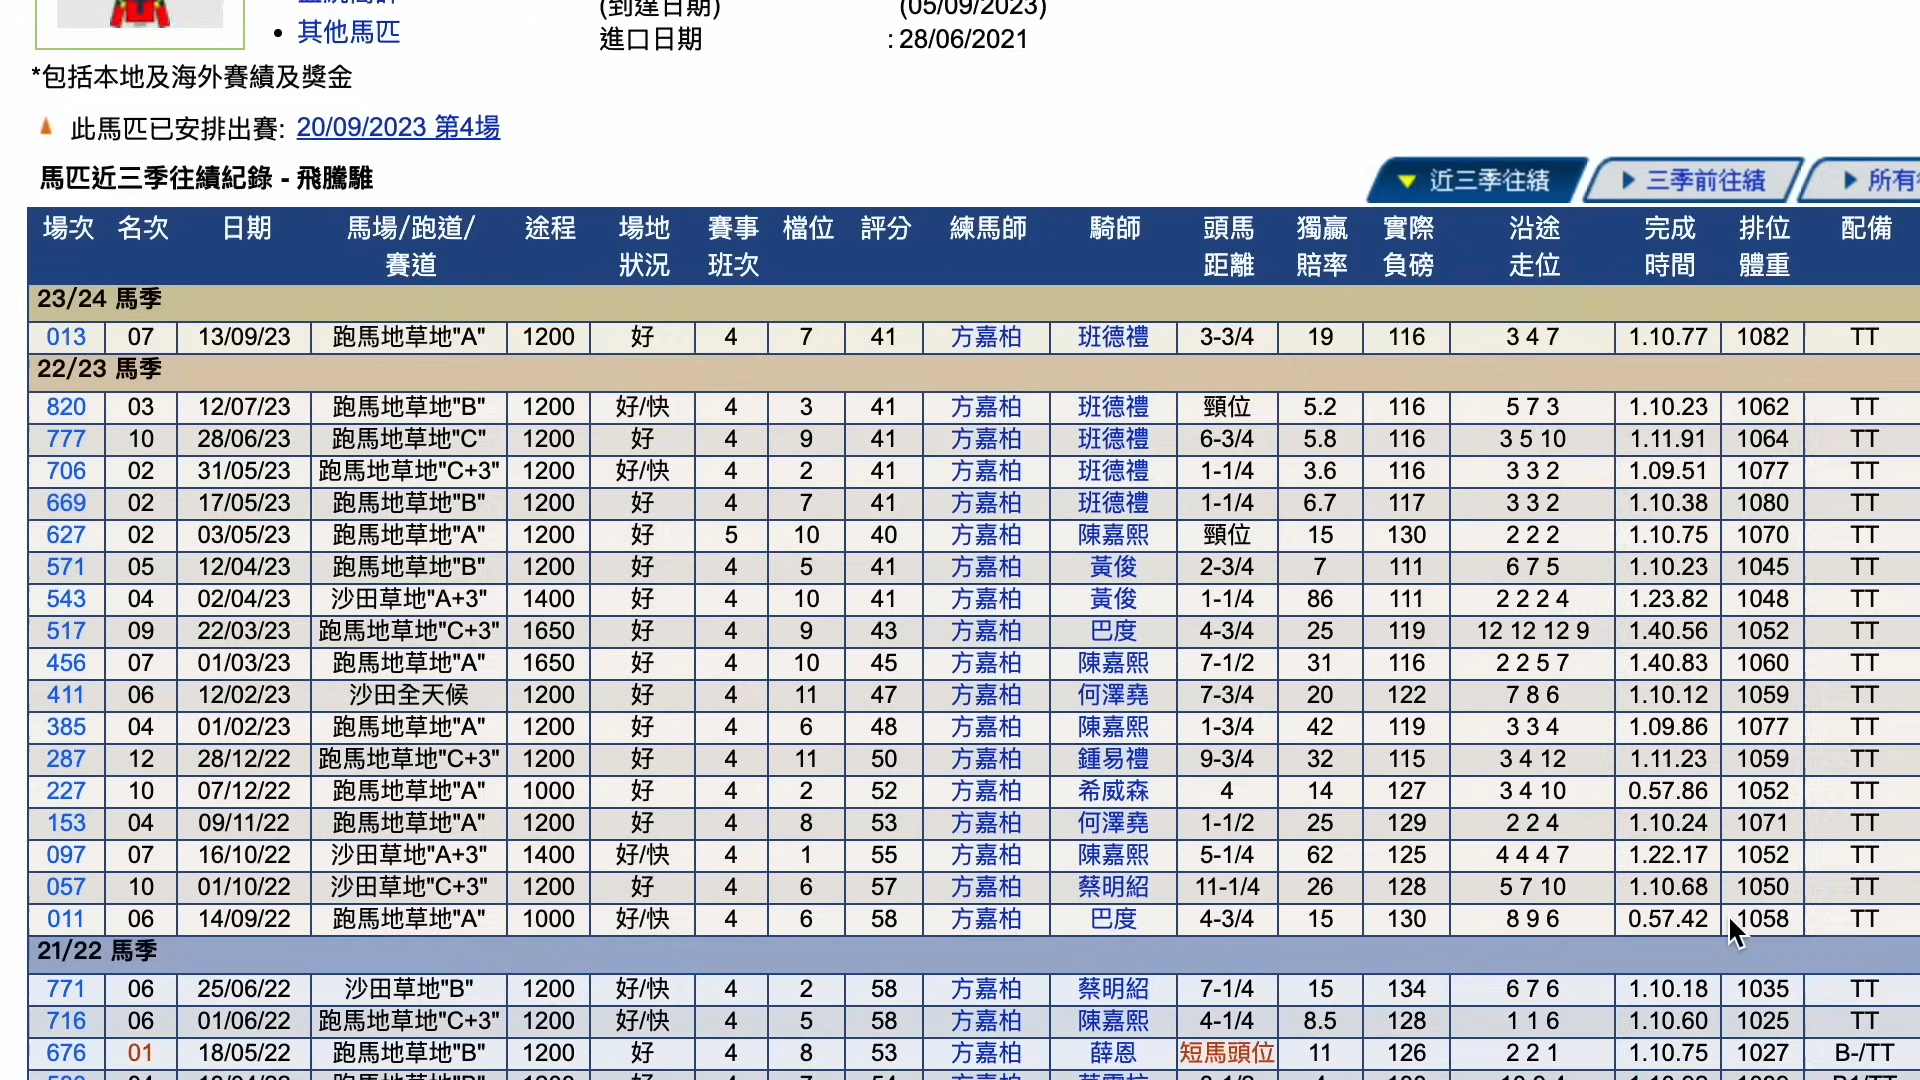 (到達日期) (05/09/2023)
• 其他馬匹
進口日期 : 28/06/2021
*包括本地及海外賽績及獎金
此馬匹已安排出賽: 20/09/2023 第4場
馬匹近三季往績紀錄 - 飛騰騅 近三季往績 三季前往績 所有
場次 名次 日期 馬場/跑道/賽道 途程 場地狀況 賽事班次 檔位 評分 練馬師 騎師 頭馬距離 獨贏賠率 實際負磅 沿途走位 完成時間 排位體重 配備
23/24 馬季
013 07 13/09/23 跑馬地草地"A" 1200 好 4 7 41 方嘉柏 班德禮 3-3/4 19 116 3 4 7 1.10.77 1082 TT
22/23 馬季
820 03 12/07/23 跑馬地草地"B" 1200 好/快 4 3 41 方嘉柏 班德禮 頸位 5.2 116 5 7 3 1.10.23 1062 TT
777 10 28/06/23 跑馬地草地"C" 1200 好 4 9 41 方嘉柏 班德禮 6-3/4 5.8 116 3 5 10 1.11.91 1064 TT
706 02 31/05/23 跑馬地草地"C+3" 1200 好/快 4 2 41 方嘉柏 班德禮 1-1/4 3.6 116 3 3 2 1.09.51 1077 TT
669 02 17/05/23 跑馬地草地"B" 1200 好 4 7 41 方嘉柏 班德禮 1-1/4 6.7 117 3 3 2 1.10.38 1080 TT
627 02 03/05/23 跑馬地草地"A" 1200 好 5 10 40 方嘉柏 陳嘉熙 頸位 15 130 2 2 2 1.10.75 1070 TT
571 05 12/04/23 跑馬地草地"B" 1200 好 4 5 41 方嘉柏 黃俊 2-3/4 7 111 6 7 5 1.10.23 1045 TT
543 04 02/04/23 沙田草地"A+3" 1400 好 4 10 41 方嘉柏 黃俊 1-1/4 86 111 2 2 2 4 1.23.82 1048 TT
517 09 22/03/23 跑馬地草地"C+3" 1650 好 4 9 43 方嘉柏 巴度 4-3/4 25 119 12 12 12 9 1.40.56 1052 TT
456 07 01/03/23 跑馬地草地"A" 1650 好 4 10 45 方嘉柏 陳嘉熙 7-1/2 31 116 2 2 5 7 1.40.83 1060 TT
411 06 12/02/23 沙田全天候 1200 好 4 11 47 方嘉柏 何澤堯 7-3/4 20 122 7 8 6 1.10.12 1059 TT
385 04 01/02/23 跑馬地草地"A" 1200 好 4 6 48 方嘉柏 陳嘉熙 1-3/4 42 119 3 3 4 1.09.86 1077 TT
287 12 28/12/22 跑馬地草地"C+3" 1200 好 4 11 50 方嘉柏 鍾易禮 9-3/4 32 115 3 4 12 1.11.23 1059 TT
227 10 07/12/22 跑馬地草地"A" 1000 好 4 2 52 方嘉柏 希威森 4 14 127 3 4 10 0.57.86 1052 TT
153 04 09/11/22 跑馬地草地"A" 1200 好 4 8 53 方嘉柏 何澤堯 1-1/2 25 129 2 2 4 1.10.24 1071 TT
097 07 16/10/22 沙田草地"A+3" 1400 好/快 4 1 55 方嘉柏 陳嘉熙 5-1/4 62 125 4 4 4 7 1.22.17 1052 TT
057 10 01/10/22 沙田草地"C+3" 1200 好 4 6 57 方嘉柏 蔡明紹 11-1/4 26 128 5 7 10 1.10.68 1050 TT
011 06 14/09/22 跑馬地草地"A" 1000 好/快 4 6 58 方嘉柏 巴度 4-3/4 15 130 8 9 6 0.57.42 1058 TT
21/22 馬季
771 06 25/06/22 沙田草地"B" 1200 好/快 4 2 58 方嘉柏 蔡明紹 7-1/4 15 134 6 7 6 1.10.18 1035 TT
716 06 01/06/22 跑馬地草地"C+3" 1200 好/快 4 5 58 方嘉柏 陳嘉熙 4-1/4 8.5 128 1 1 6 1.10.60 1025 TT
676 01 18/05/22 跑馬地草地"B" 1200 好 4 8 53 方嘉柏 薛恩 短馬頭位 11 126 2 2 1 1.10.75 1027 B-/TT